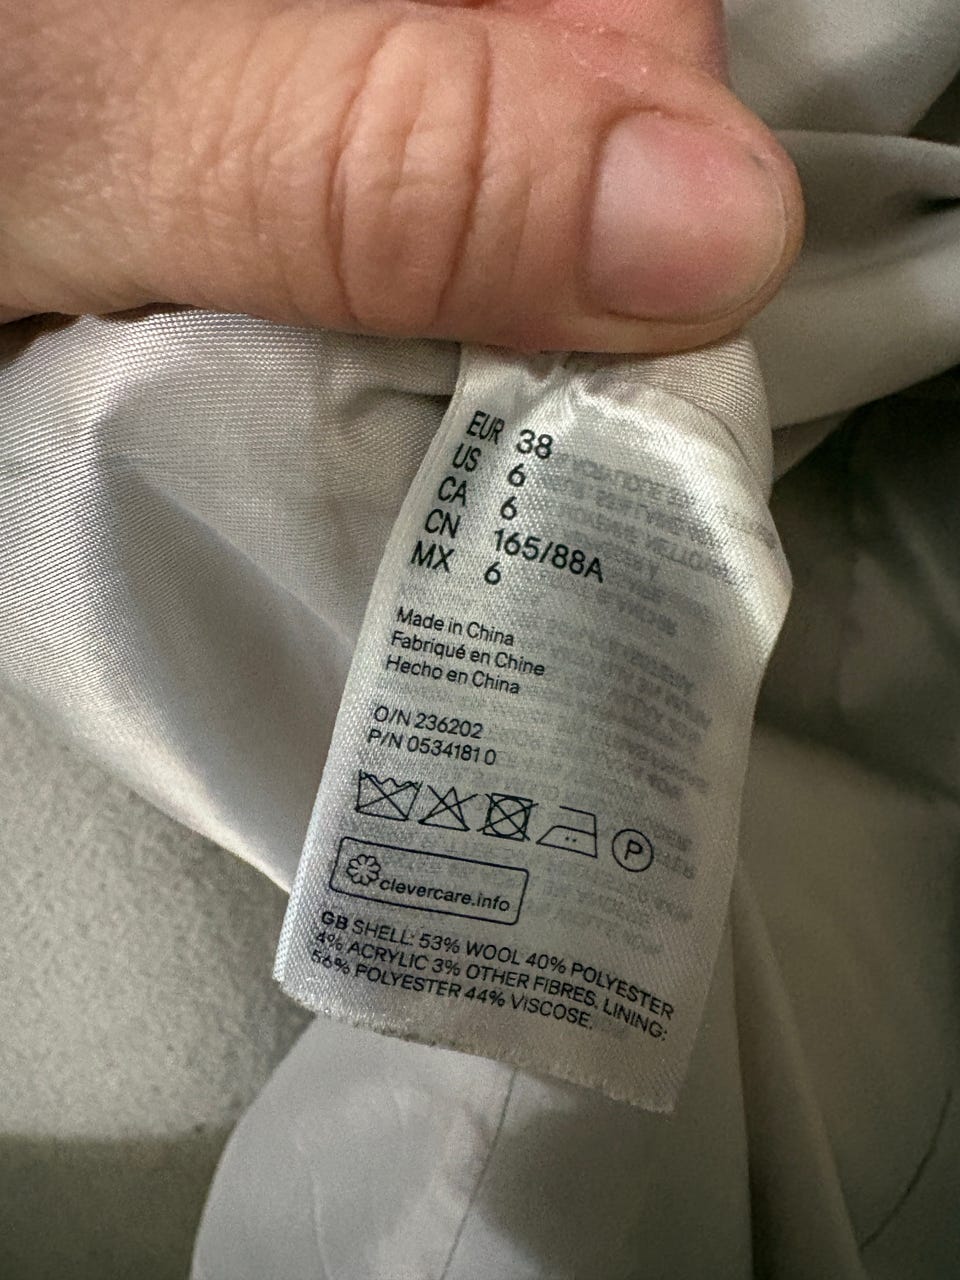 EUR 38
US 6
CA 6
CN 165/88A
MX 6
Made in China
Fabriqué en Chine
Hecho en China
O/N 236202
P/N 0534181 0
P
clevercare.info
GB SHELL: 53% WOOL 40% POLYESTER
4% ACRYLIC 3% OTHER FIBRES. LINING:
56% POLYESTER 44% VISCOSE.